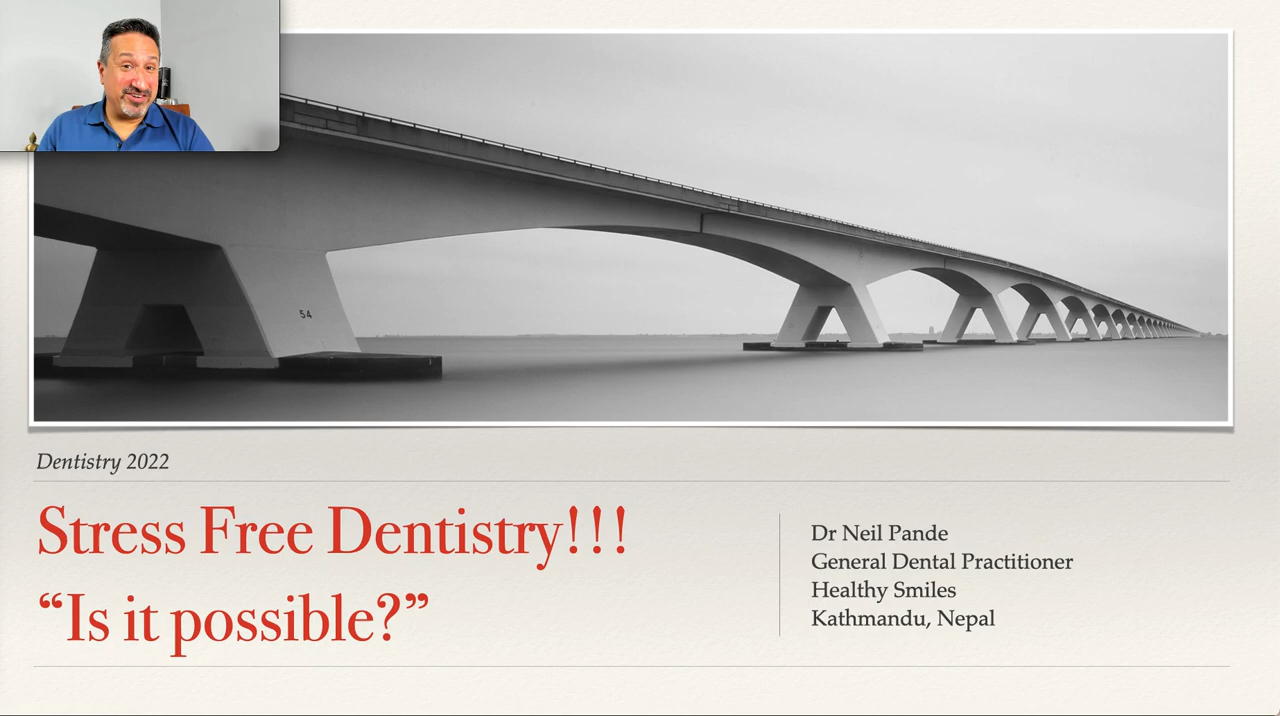 54
Dentistry 2022
Stress Free Dentistry!!!
“Is it possible?”
Dr Neil Pande
General Dental Practitioner
Healthy Smiles
Kathmandu, Nepal